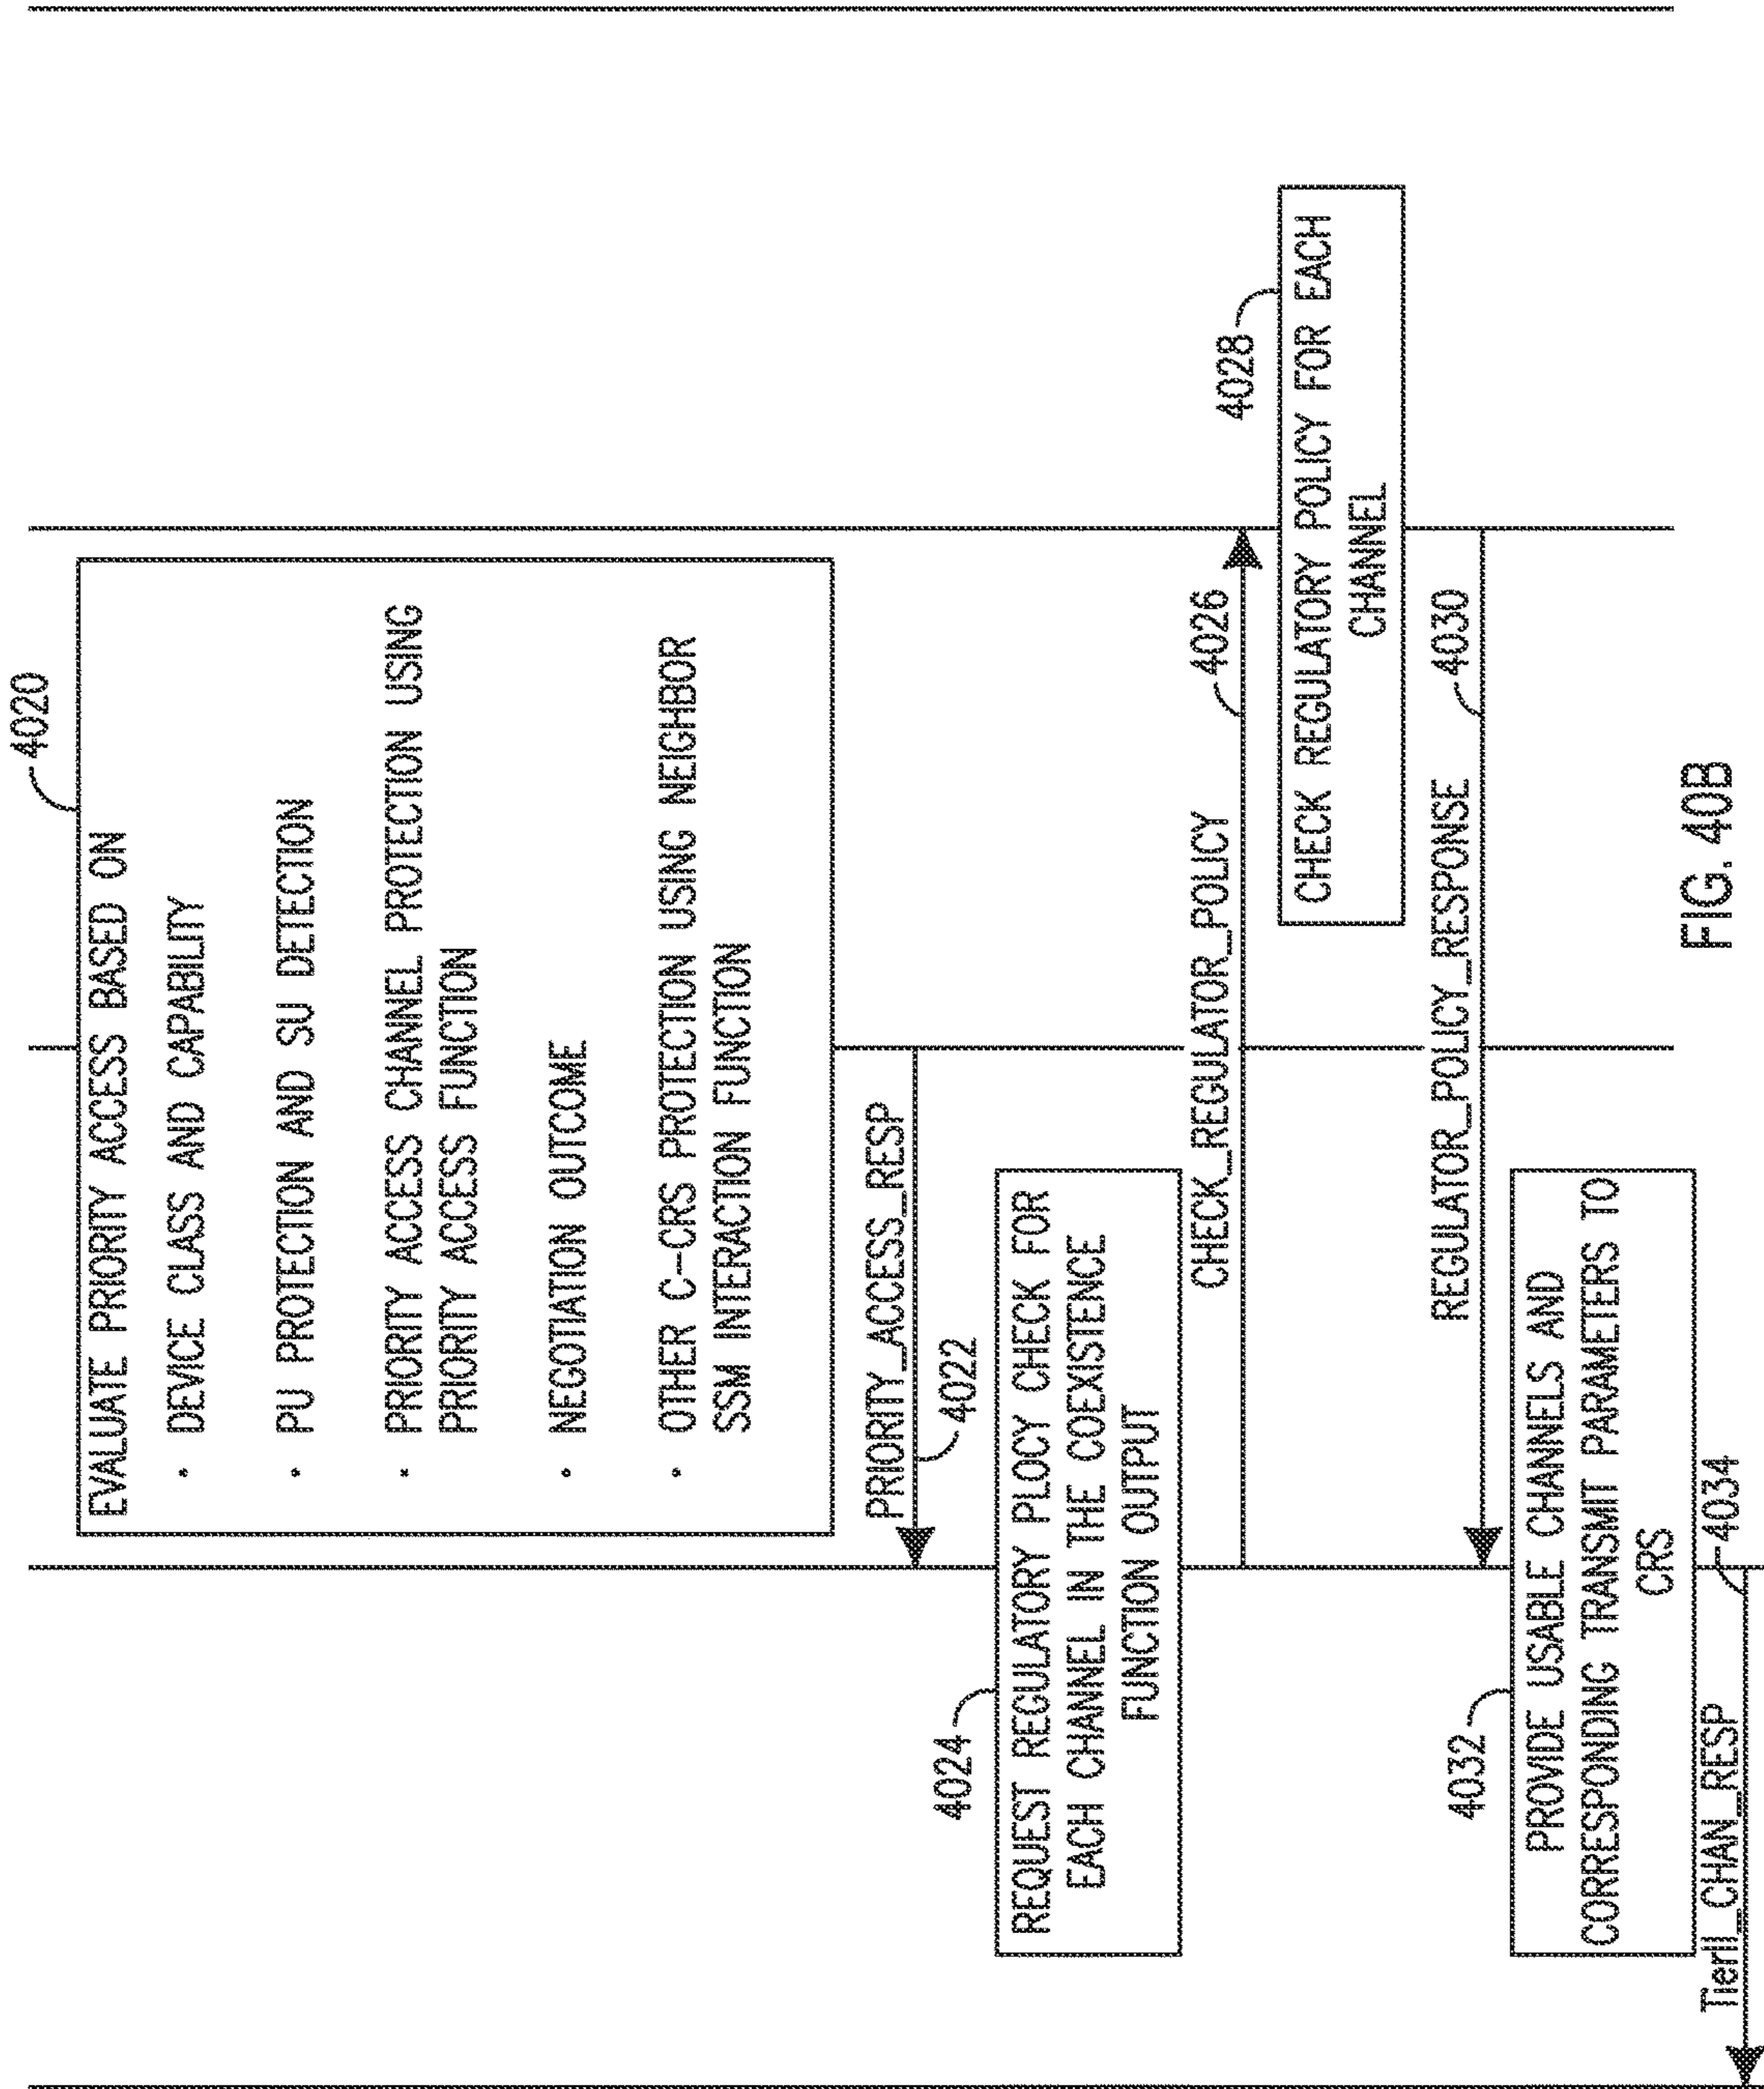 4020
EVALUATE PRIORITY ACCESS BASED ON
• DEVICE CLASS AND CAPABILITY
• PU PROTECTION AND SU DETECTION
• PRIORITY ACCESS CHANNEL PROTECTION USING
PRIORITY ACCESS FUNCTION
• NEGOTIATION OUTCOME
• OTHER C-CRS PROTECTION USING NEIGHBOR
SSM INTERACTION FUNCTION
PRIORITY_ACCESS_RESP
4022
4024
REQUEST REGULATORY PLOCY CHECK FOR
EACH CHANNEL IN THE COEXISTENCE
FUNCTION OUTPUT
CHECK_REGULATOR_POLICY
4026
4028
CHECK REGULATORY POLICY FOR EACH
CHANNEL
REGULATOR_POLICY_RESPONSE
4030
4032
PROVIDE USABLE CHANNELS AND
CORRESPONDING TRANSMIT PARAMETERS TO
CRS
TierII_CHAN_RESP
4034
FIG. 40B